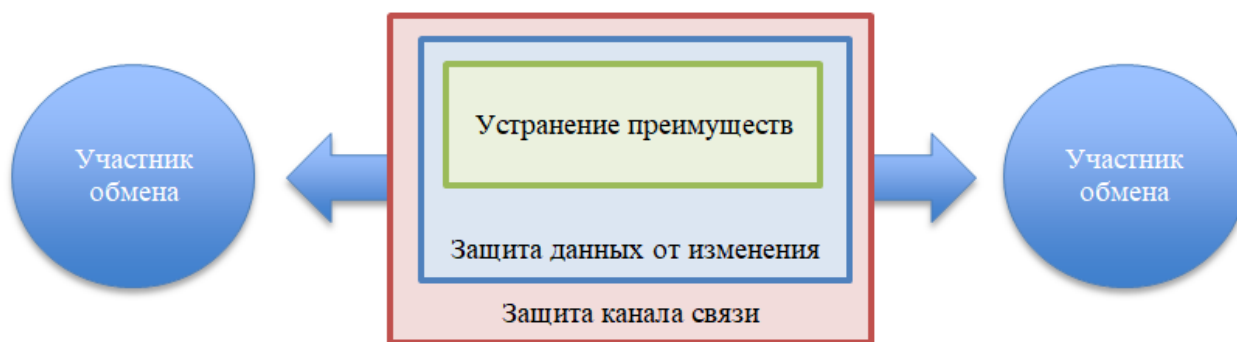 Участник
обмена
Устранение преимуществ
Защита данных от изменения
Защита канала связи
Участник
обмена